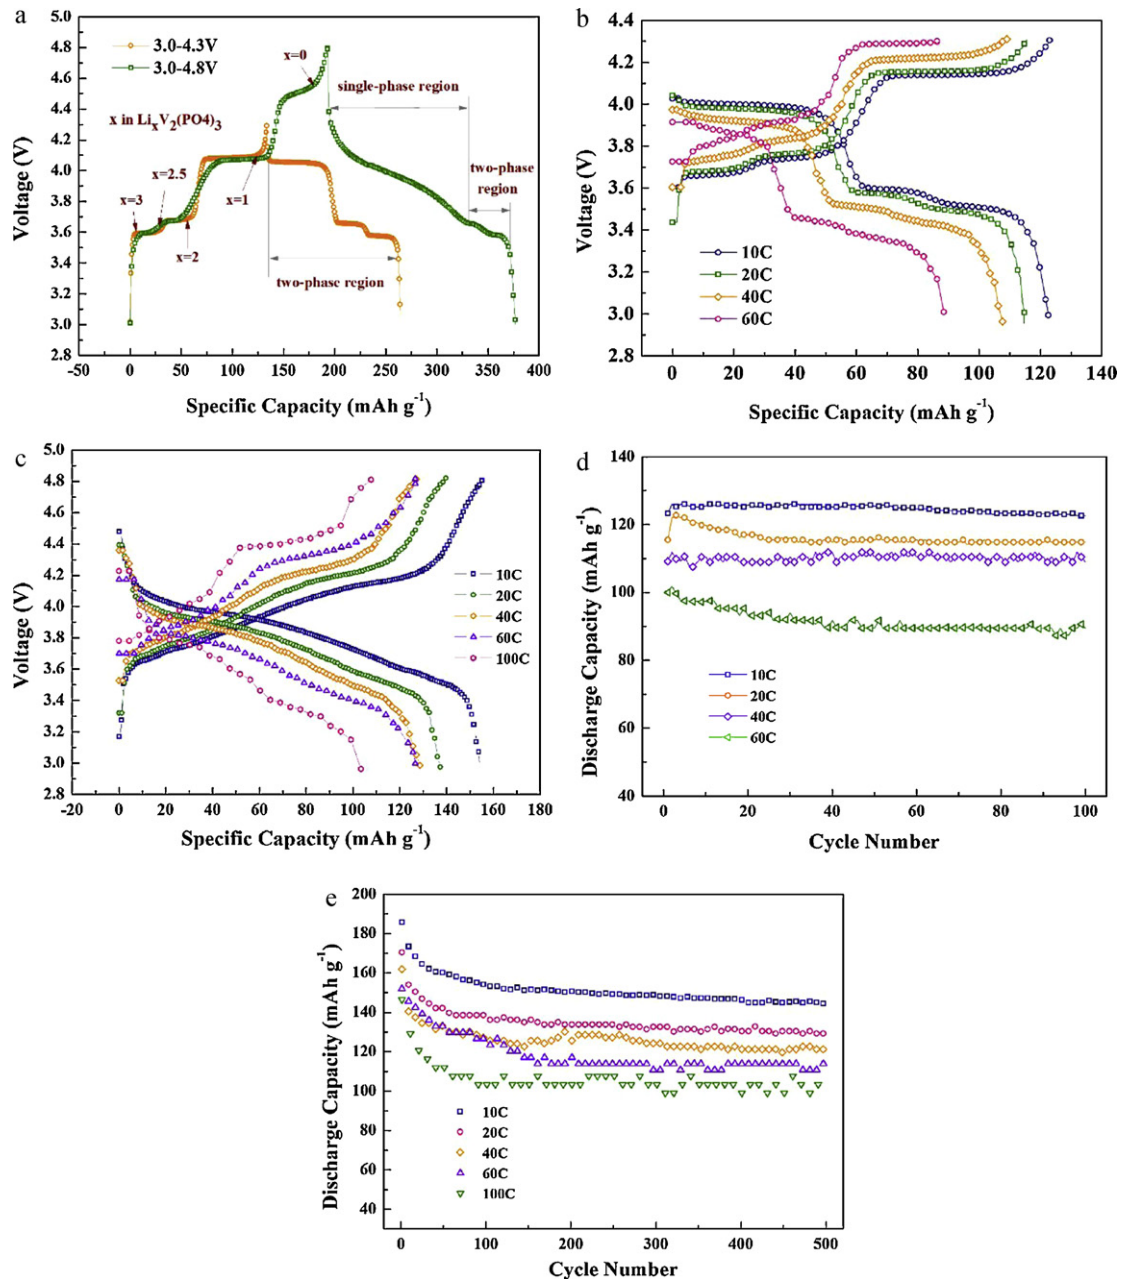 a
5.0
4.8
4.6
4.4
4.2
4.0
3.8
3.6
3.4
3.2
3.0
2.8
Voltage (V)
3.0-4.3V
3.0-4.8V
x=0
single-phase region
x in LixV2(PO4)3
x=2.5
x=3
x=1
x=2
two-phase
region
two-phase region
-50 0 50 100 150 200 250 300 350 400
Specific Capacity (mAh g-1)
b
4.4
4.2
4.0
3.8
3.6
3.4
3.2
3.0
2.8
Voltage (V)
10C
20C
40C
60C
0 20 40 60 80 100 120 140
Specific Capacity (mAh g-1)
c
5.0
4.8
4.6
4.4
4.2
4.0
3.8
3.6
3.4
3.2
3.0
2.8
Voltage (V)
10C
20C
40C
60C
100C
-20 0 20 40 60 80 100 120 140 160 180
Specific Capacity (mAh g-1)
d
140
120
100
80
60
40
Discharge Capacity (mAh g-1)
10C
20C
40C
60C
0 20 40 60 80 100
Cycle Number
e
200
180
160
140
120
100
80
60
40
Discharge Capacity (mAh g-1)
10C
20C
40C
60C
100C
0 100 200 300 400 500
Cycle Number